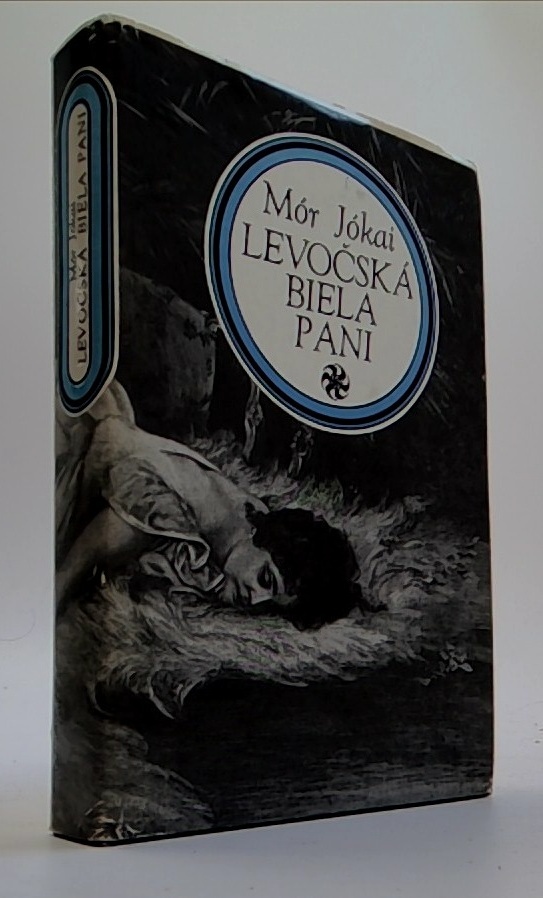 Mór Jókai
LEVOČSKÁ
BIELA
PANI
Mór Jókai
LEVOČSKÁ BIELA PANI